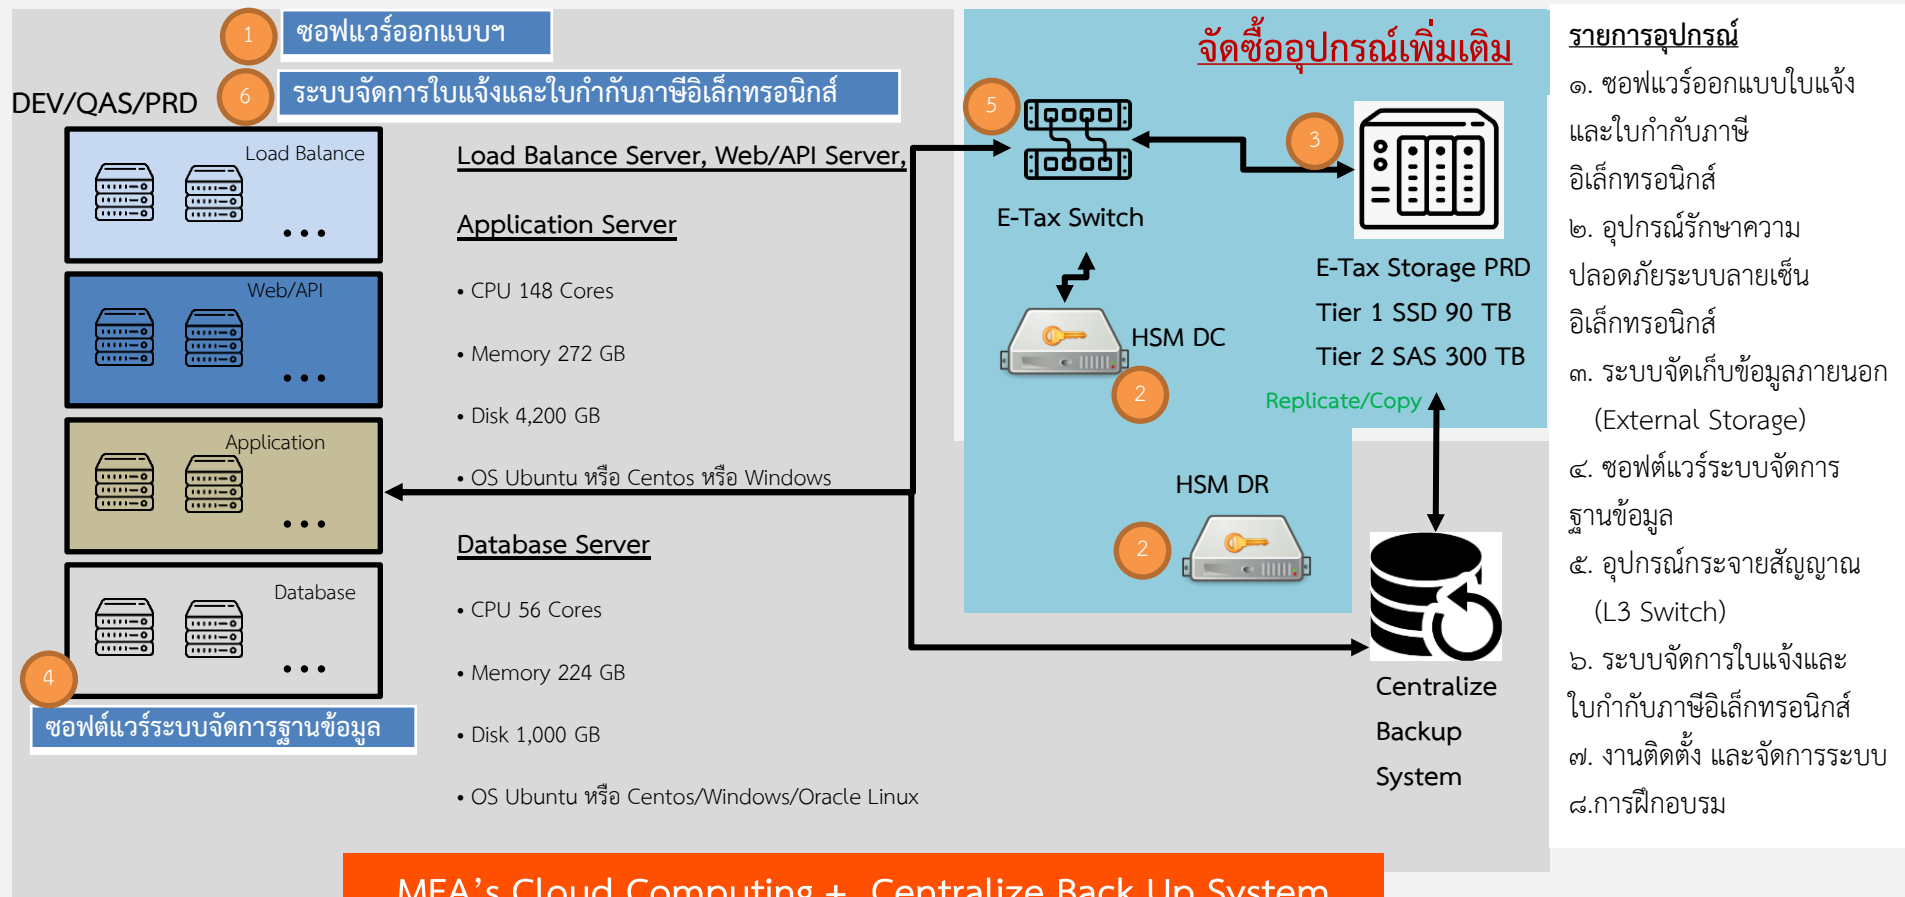 1
ซอฟแวร์ออกแบบฯ
6
ระบบจัดการใบแจ้งและใบกำกับภาษีอิเล็กทรอนิกส์
DEV/QAS/PRD
Load Balance
Web/API
Application
Database
4
ซอฟต์แวร์ระบบจัดการฐานข้อมูล
Load Balance Server, Web/API Server,
Application Server
• CPU 148 Cores
• Memory 272 GB
• Disk 4,200 GB
• OS Ubuntu หรือ Centos หรือ Windows
Database Server
• CPU 56 Cores
• Memory 224 GB
• Disk 1,000 GB
• OS Ubuntu หรือ Centos/Windows/Oracle Linux
จัดซื้ออุปกรณ์เพิ่มเติม
5
E-Tax Switch
3
E-Tax Storage PRD
Tier 1 SSD 90 TB
Tier 2 SAS 300 TB
HSM DC
2
Replicate/Copy
HSM DR
2
Centralize
Backup
System
รายการอุปกรณ์
๑. ซอฟแวร์ออกแบบใบแจ้ง
และใบกำกับภาษี
อิเล็กทรอนิกส์
๒. อุปกรณ์รักษาความ
ปลอดภัยระบบลายเซ็น
อิเล็กทรอนิกส์
๓. ระบบจัดเก็บข้อมูลภายนอก
(External Storage)
๔. ซอฟต์แวร์ระบบจัดการ
ฐานข้อมูล
๕. อุปกรณ์กระจายสัญญาณ
(L3 Switch)
๖. ระบบจัดการใบแจ้งและ
ใบกำกับภาษีอิเล็กทรอนิกส์
๗. งานติดตั้ง และจัดการระบบ
๘.การฝึกอบรม
MEA's Cloud Computing + Centralize Back Up System